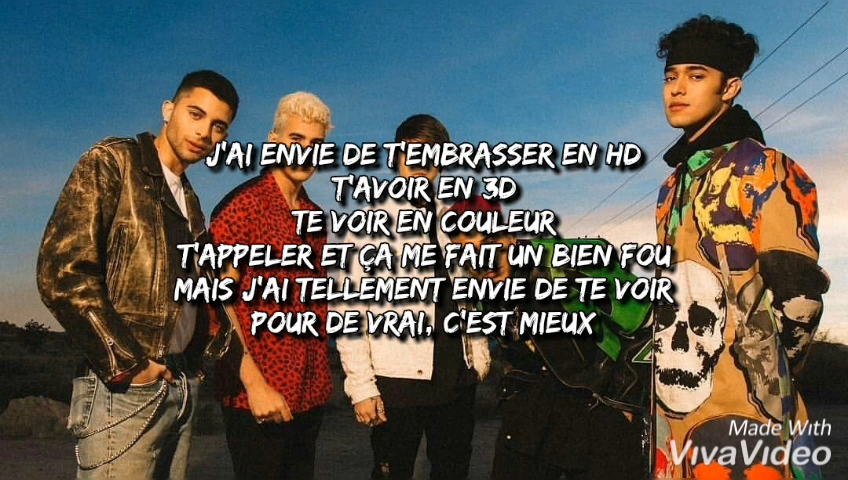 J'AI ENVIE DE T'EMBRASSER EN HD
T'AVOIR EN 3D
TE VOIR EN COULEUR
T'APPELER ET ÇA ME FAIT UN BIEN FOU
MAIS J'AI TELLEMENT ENVIE DE TE VOIR
POUR DE VRAI, C'EST MIEUX
Made With
VivaVideo